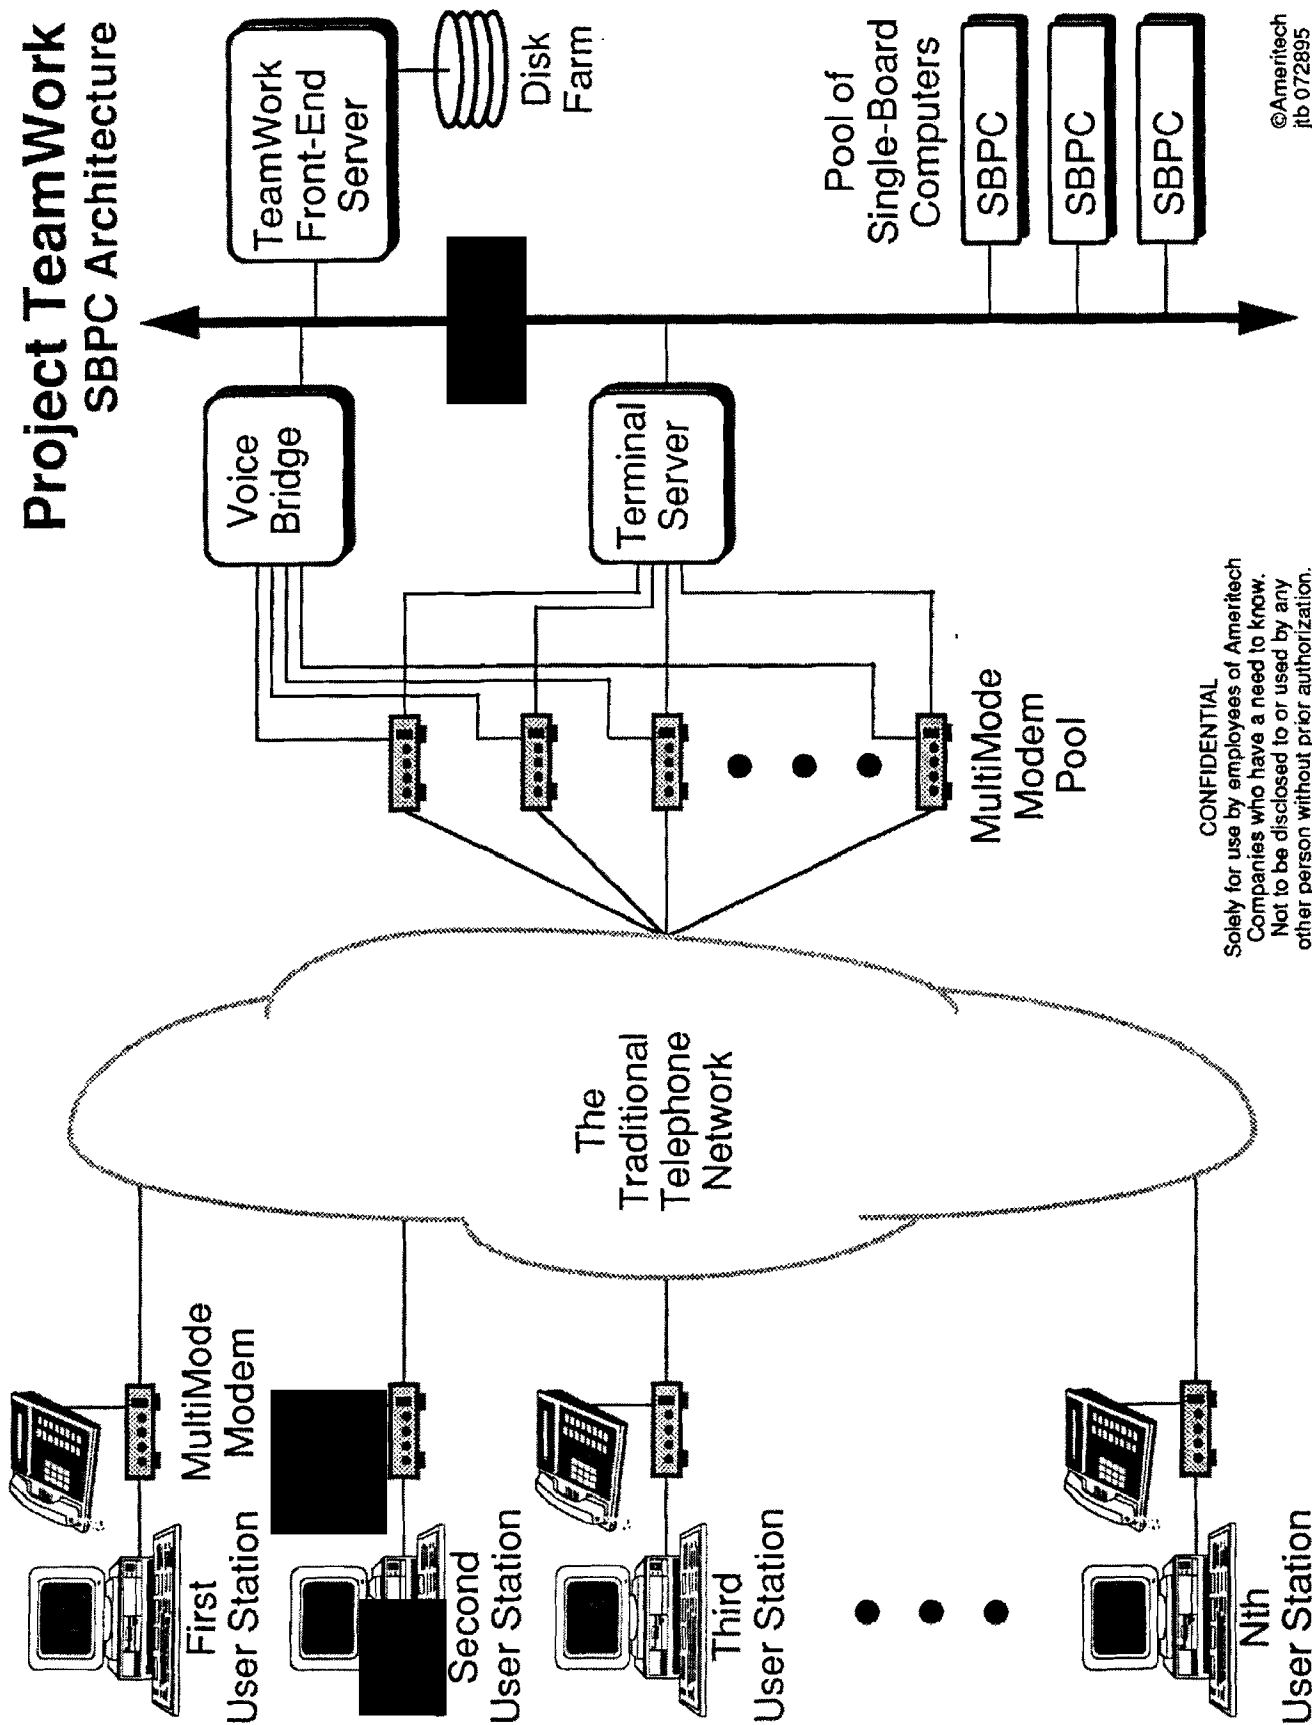 Project TeamWork
SBPC Architecture
First
User Station
MultiMode
Modem
Second
User Station
Third
User Station
Nth
User Station
The
Traditional
Telephone
Network
MultiMode
Modem
Pool
Voice
Bridge
Terminal
Server
TeamWork
Front-End
Server
Disk
Farm
Pool of
Single-Board
Computers
SBPC
SBPC
SBPC
CONFIDENTIAL
Solely for use by employees of Ameritech
Companies who have a need to know.
Not to be disclosed to or used by any
other person without prior authorization.
©Ameritech
jtb 072895